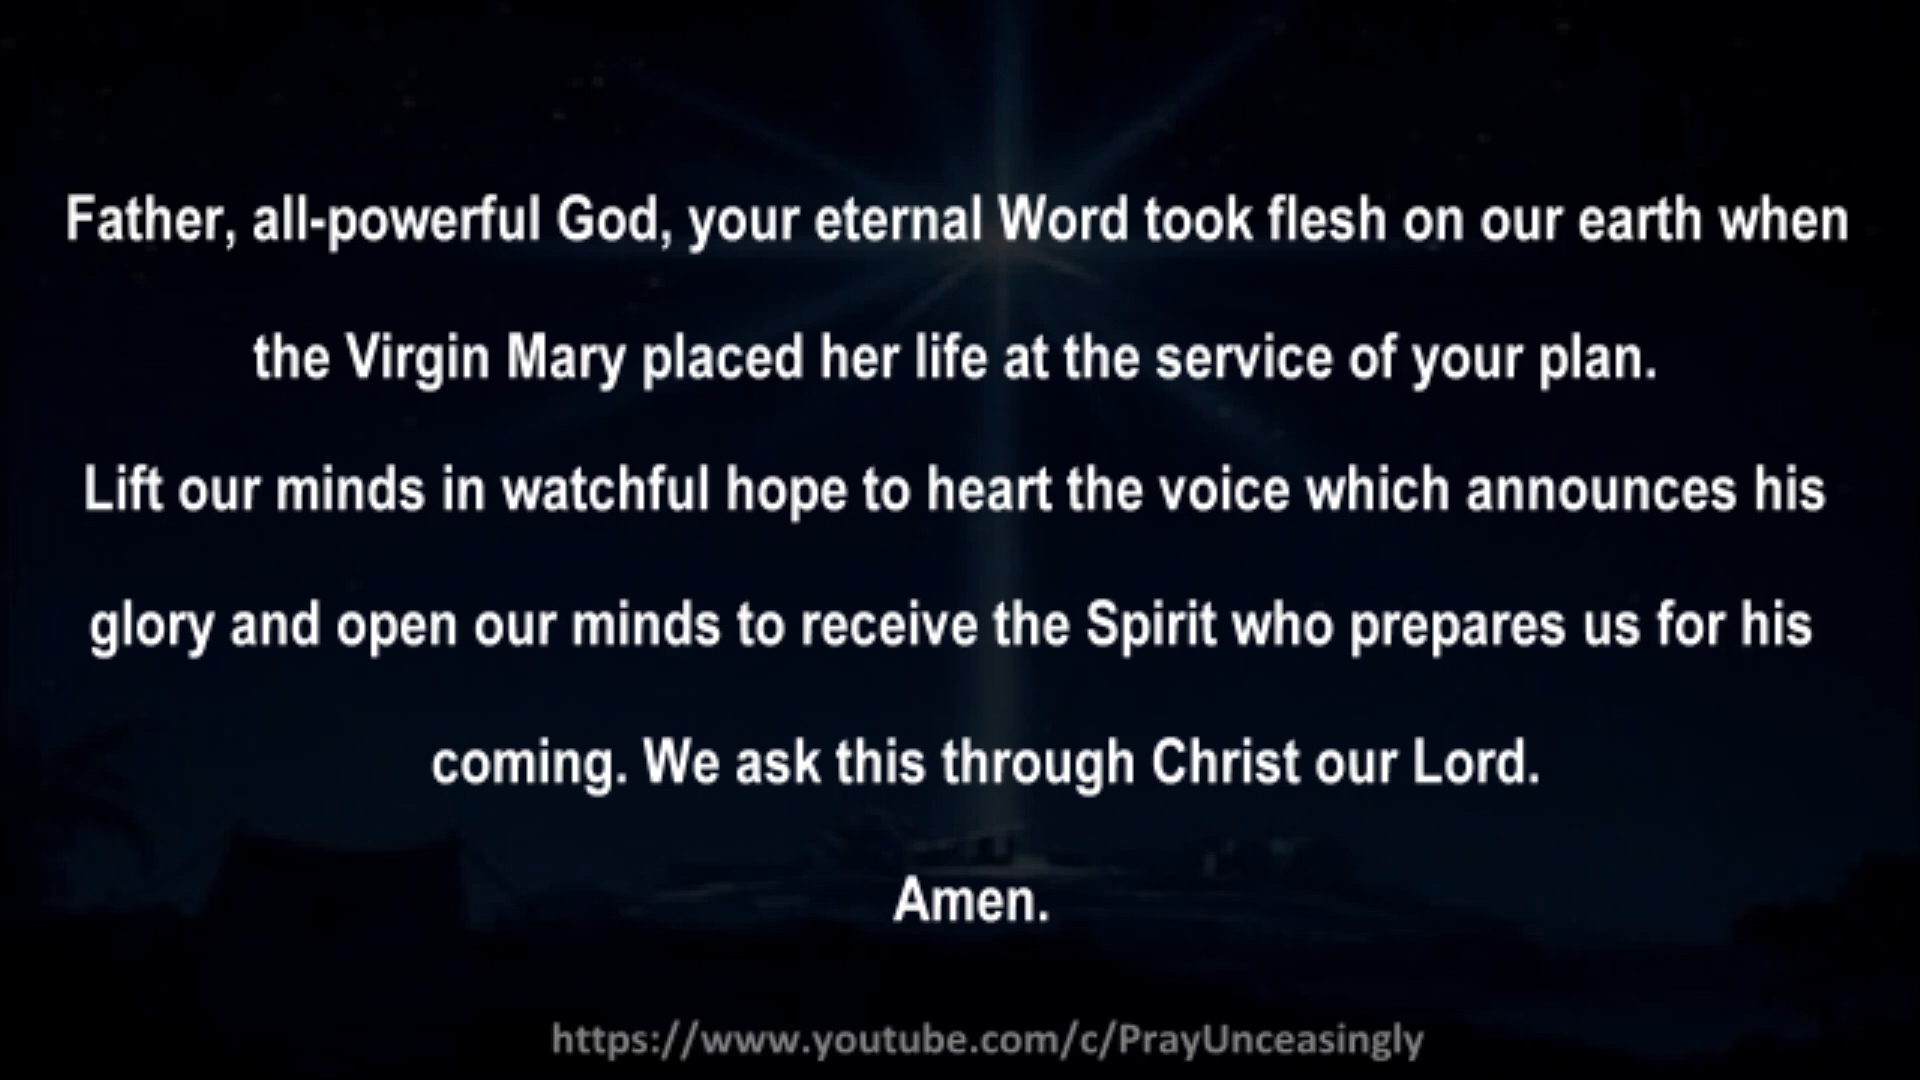 Father, all-powerful God, your eternal Word took flesh on our earth when
the Virgin Mary placed her life at the service of your plan.
Lift our minds in watchful hope to heart the voice which announces his
glory and open our minds to receive the Spirit who prepares us for his
coming. We ask this through Christ our Lord.
Amen.
https://www.youtube.com/c/PrayUnceasingly